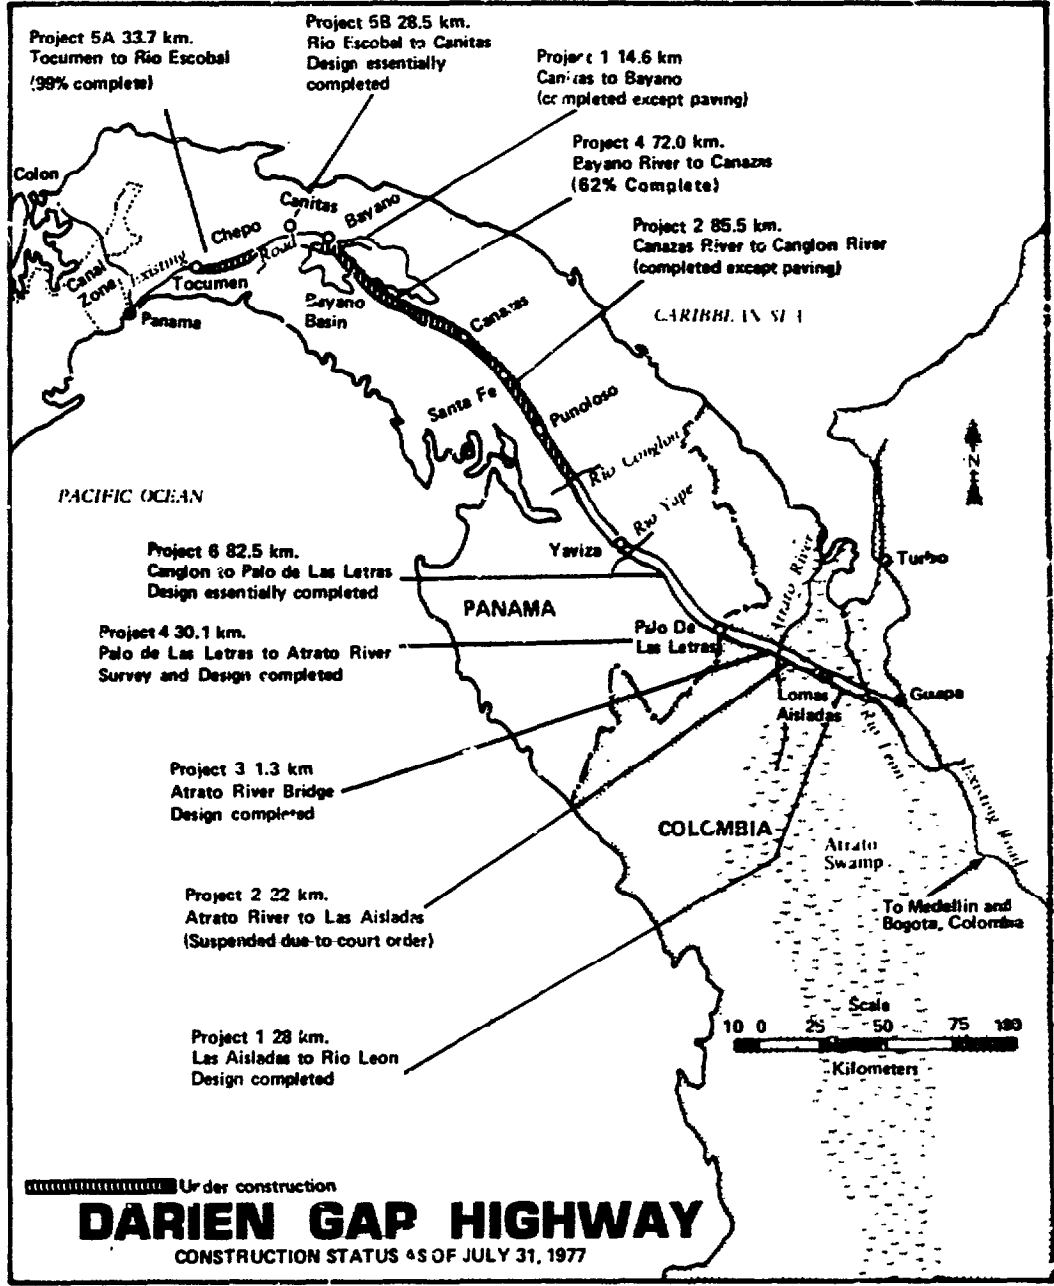 Project 5A 33.7 km.
Tocumen to Rio Escobal
(99% complete)
Project 5B 28.5 km.
Rio Escobal to Canitas
Design essentially
completed
Project 1 14.6 km
Canitas to Bayano
(completed except paving)
Project 4 72.0 km.
Bayano River to Canazas
(62% Complete)
Project 2 85.5 km.
Canazas River to Canglon River
(completed except paving)
Colon
Canal
Zone
Existing
Road
Chepo
Canitas
Bayano
Tocumen
Panama
Bayano
Basin
Canazas
CARIBBEAN SEA
Santa Fe
Punoloso
Rio Conglon
Rio Yape
N
PACIFIC OCEAN
Yaviza
Atrato River
Turbo
Project 6 82.5 km.
Canglon to Palo de Las Letras
Design essentially completed
PANAMA
Project 4 30.1 km.
Palo de Las Letras to Atrato River
Survey and Design completed
Palo De
Las Letras
Lomas
Aisladas
Guapa
Rio Leon
Existing Road
Project 3 1.3 km
Atrato River Bridge
Design completed
COLOMBIA
Atrato
Swamp
Project 2 22 km.
Atrato River to Las Aisladas
(Suspended due to court order)
To Medellin and
Bogota, Colombia
Project 1 28 km.
Las Aisladas to Rio Leon
Design completed
Scale
10 0 25 50 75 100
Kilometers
Under construction
DARIEN GAP HIGHWAY
CONSTRUCTION STATUS AS OF JULY 31, 1977